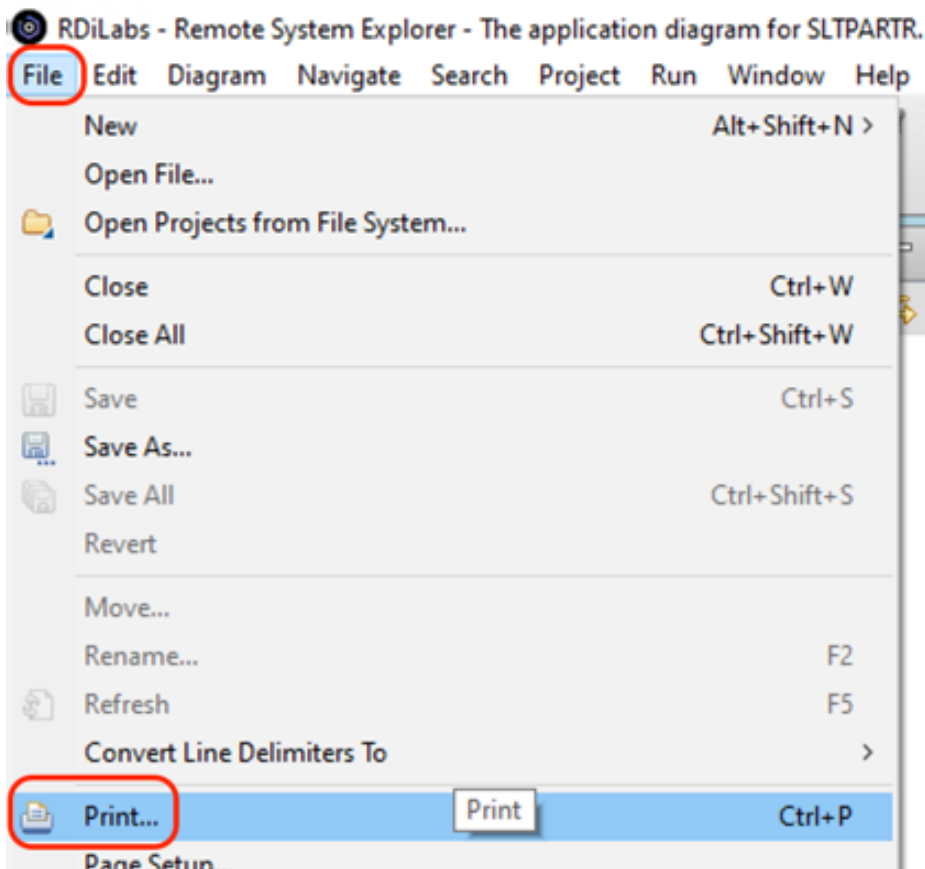 RDiLabs - Remote System Explorer - The application diagram for SLTPARTR.
File Edit Diagram Navigate Search Project Run Window Help
New Alt+Shift+N >
Open File...
Open Projects from File System...
Close Ctrl+W
Close All Ctrl+Shift+W
Save Ctrl+S
Save As...
Save All Ctrl+Shift+S
Revert
Move...
Rename... F2
Refresh F5
Convert Line Delimiters To >
Print... Print Ctrl+P
Page Setup...